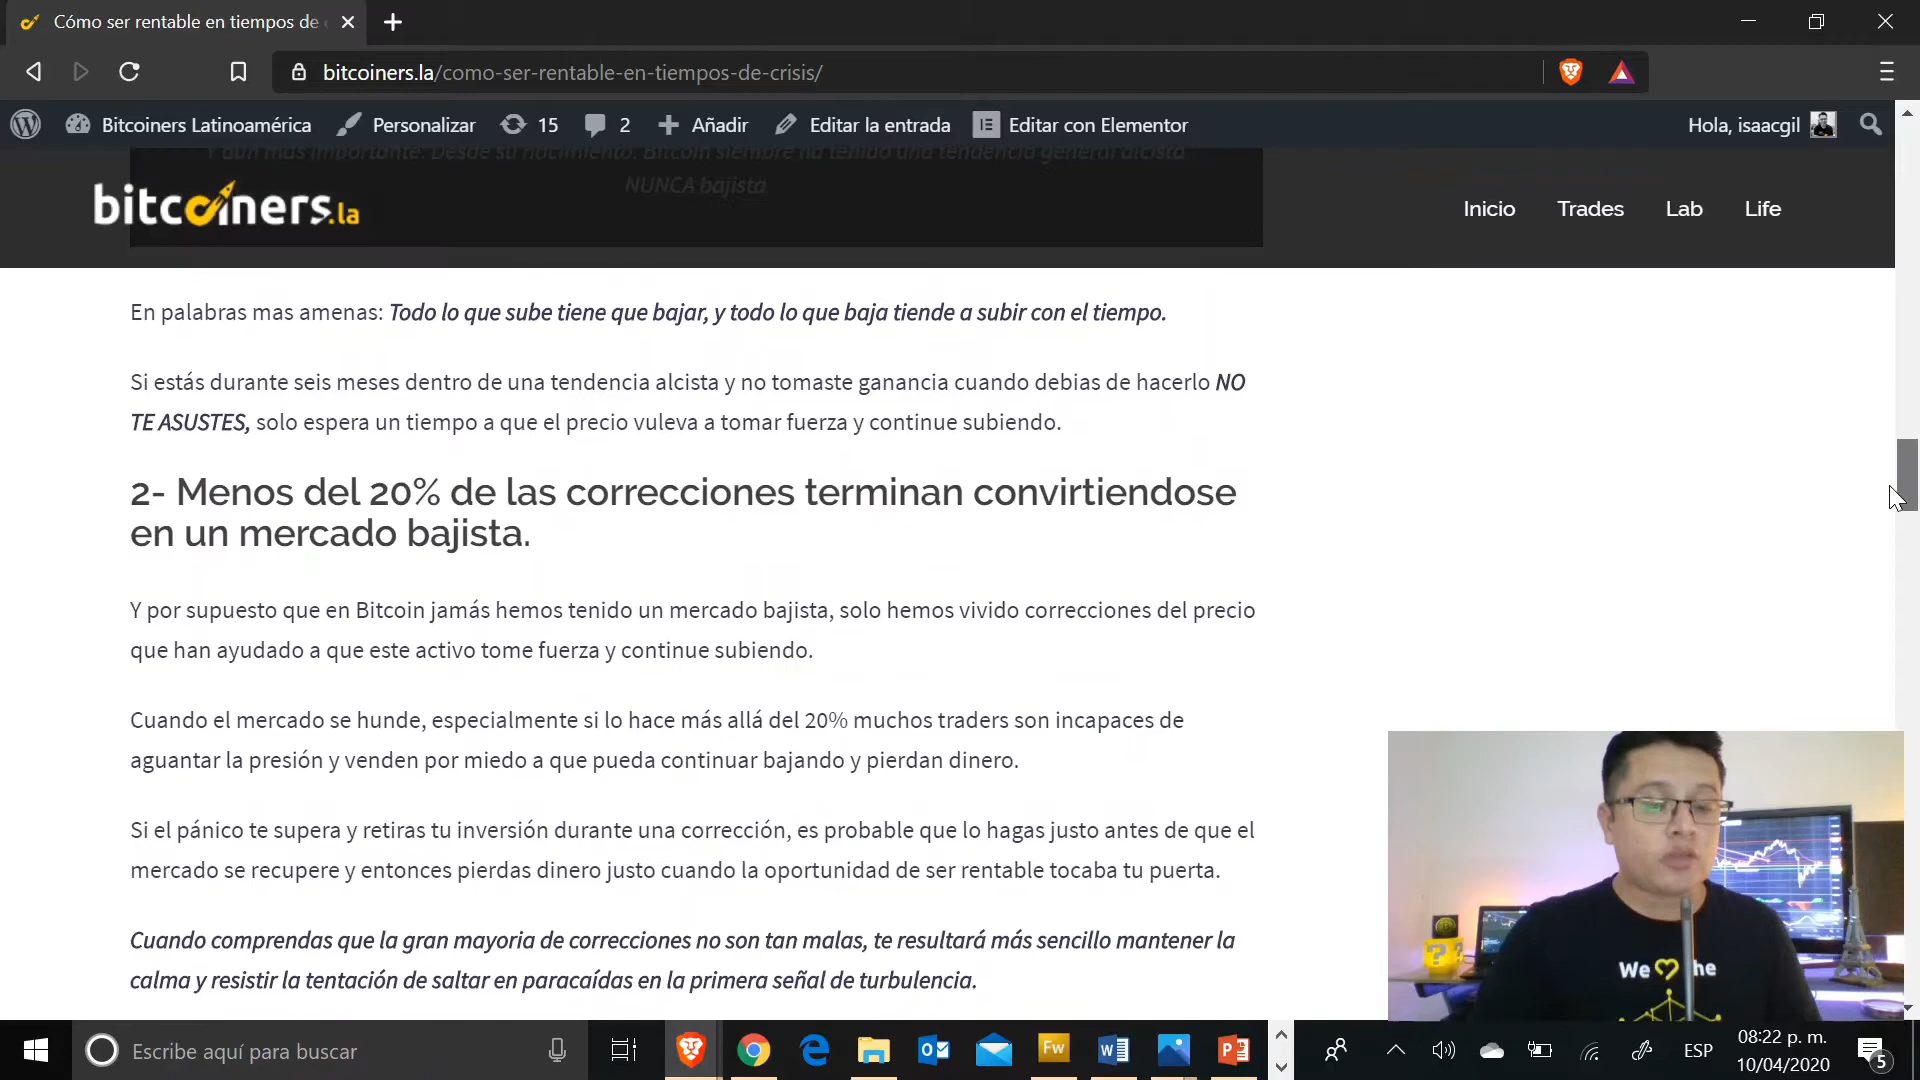 Cómo ser rentable en tiempos de
bitcoiners.la/como-ser-rentable-en-tiempos-de-crisis/
Bitcoiners Latinoamérica Personalizar 15 2 Añadir Editar la entrada Editar con Elementor Hola, isaacgil
Y aun mas importante: Desde su nacimiento, Bitcoin siempre ha tenido una tendencia general alcista
NUNCA bajista
bitcoiners.la Inicio Trades Lab Life
En palabras mas amenas: Todo lo que sube tiene que bajar, y todo lo que baja tiende a subir con el tiempo.
Si estás durante seis meses dentro de una tendencia alcista y no tomaste ganancia cuando debias de hacerlo NO
TE ASUSTES, solo espera un tiempo a que el precio vuleva a tomar fuerza y continue subiendo.
2- Menos del 20% de las correcciones terminan convirtiendose
en un mercado bajista.
Y por supuesto que en Bitcoin jamás hemos tenido un mercado bajista, solo hemos vivido correcciones del precio
que han ayudado a que este activo tome fuerza y continue subiendo.
Cuando el mercado se hunde, especialmente si lo hace más allá del 20% muchos traders son incapaces de
aguantar la presión y venden por miedo a que pueda continuar bajando y pierdan dinero.
Si el pánico te supera y retiras tu inversión durante una corrección, es probable que lo hagas justo antes de que el
mercado se recupere y entonces pierdas dinero justo cuando la oportunidad de ser rentable tocaba tu puerta.
Cuando comprendas que la gran mayoria de correcciones no son tan malas, te resultará más sencillo mantener la
calma y resistir la tentación de saltar en paracaídas en la primera señal de turbulencia.
We he
Escribe aquí para buscar
Fw
ESP
08:22 p. m.
10/04/2020
5